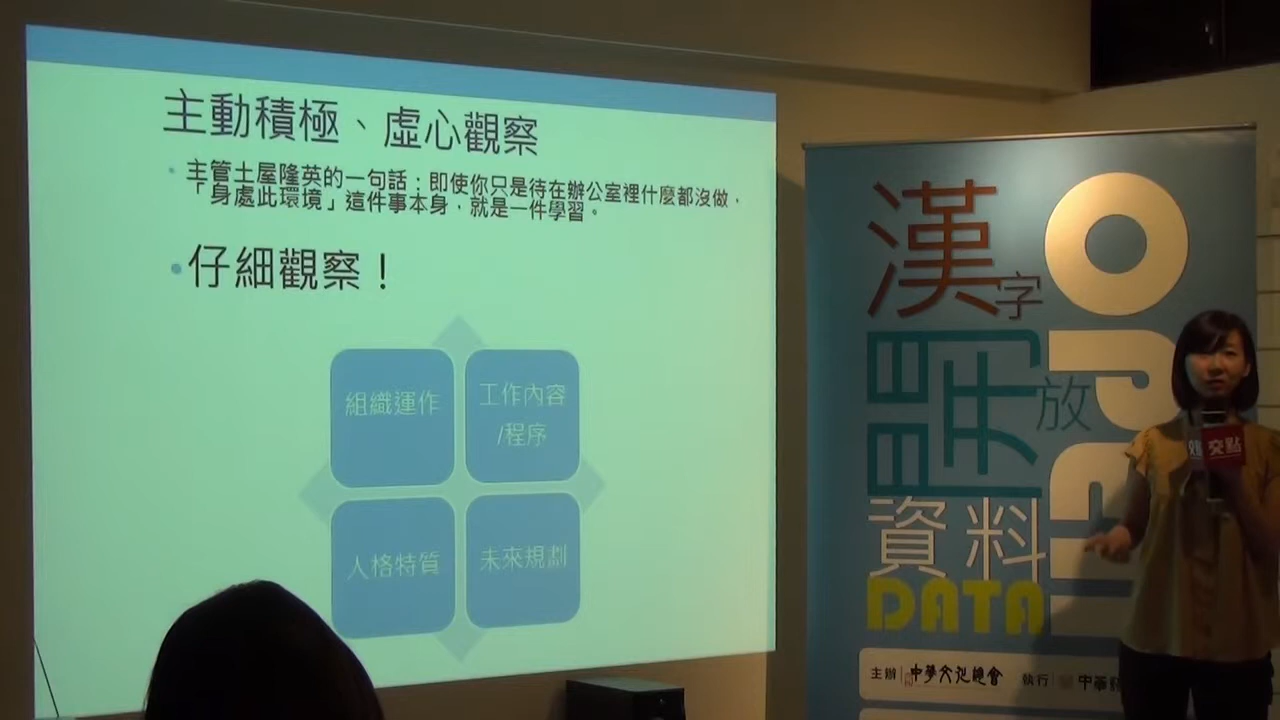 主動積極、虛心觀察
主管土屋隆英的一句話：即使你只是待在辦公室裡什麼都沒做，
「身處此環境」這件事本身，就是一件學習。
仔細觀察！
組織運作
工作內容
/程序
人格特質
未來規劃
漢字
開放
資料
DATA
主辦
中華文化總會
執行
中華
交點